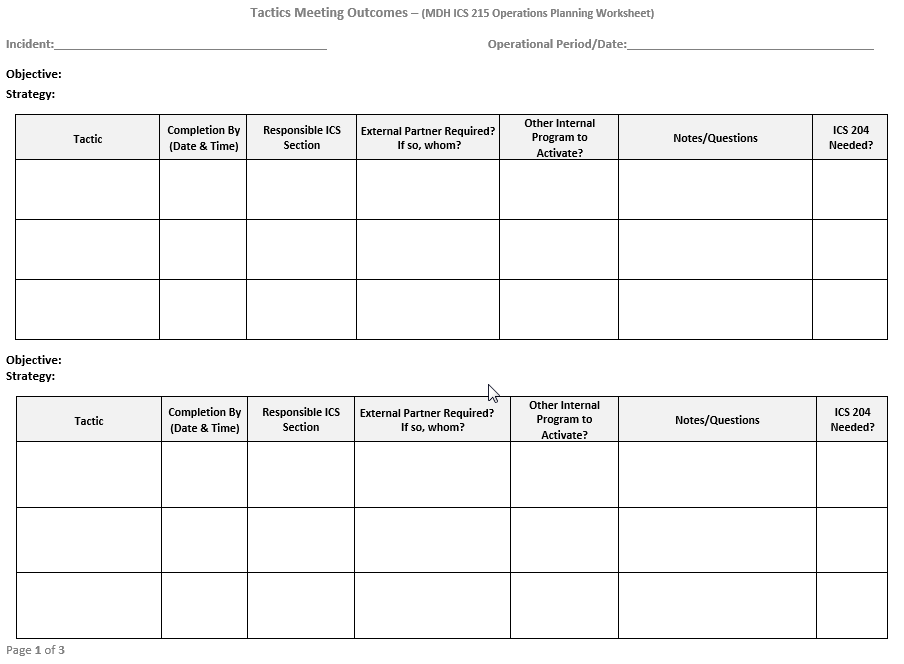 Tactics Meeting Outcomes – (MDH ICS 215 Operations Planning Worksheet)
Incident:______________________________________ Operational Period/Date:___________________________________
Objective:
Strategy:
Tactic
Completion By
(Date & Time)
Responsible ICS
Section
External Partner Required?
If so, whom?
Other Internal
Program to
Activate?
Notes/Questions
ICS 204
Needed?
Objective:
Strategy:
Tactic
Completion By
(Date & Time)
Responsible ICS
Section
External Partner Required?
If so, whom?
Other Internal
Program to
Activate?
Notes/Questions
ICS 204
Needed?
Page 1 of 3